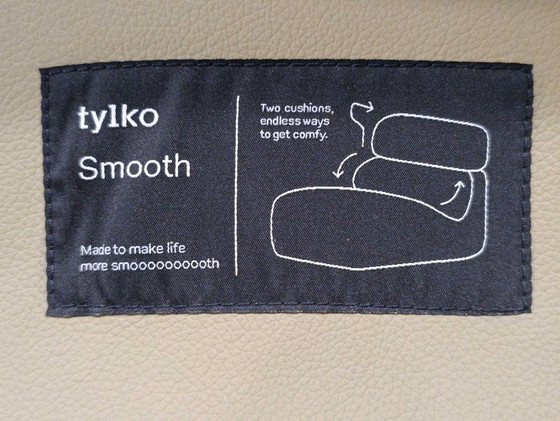 tylko
Smooth
Made to make life
more smoooooooooth
Two cushions,
endless ways
to get comfy.